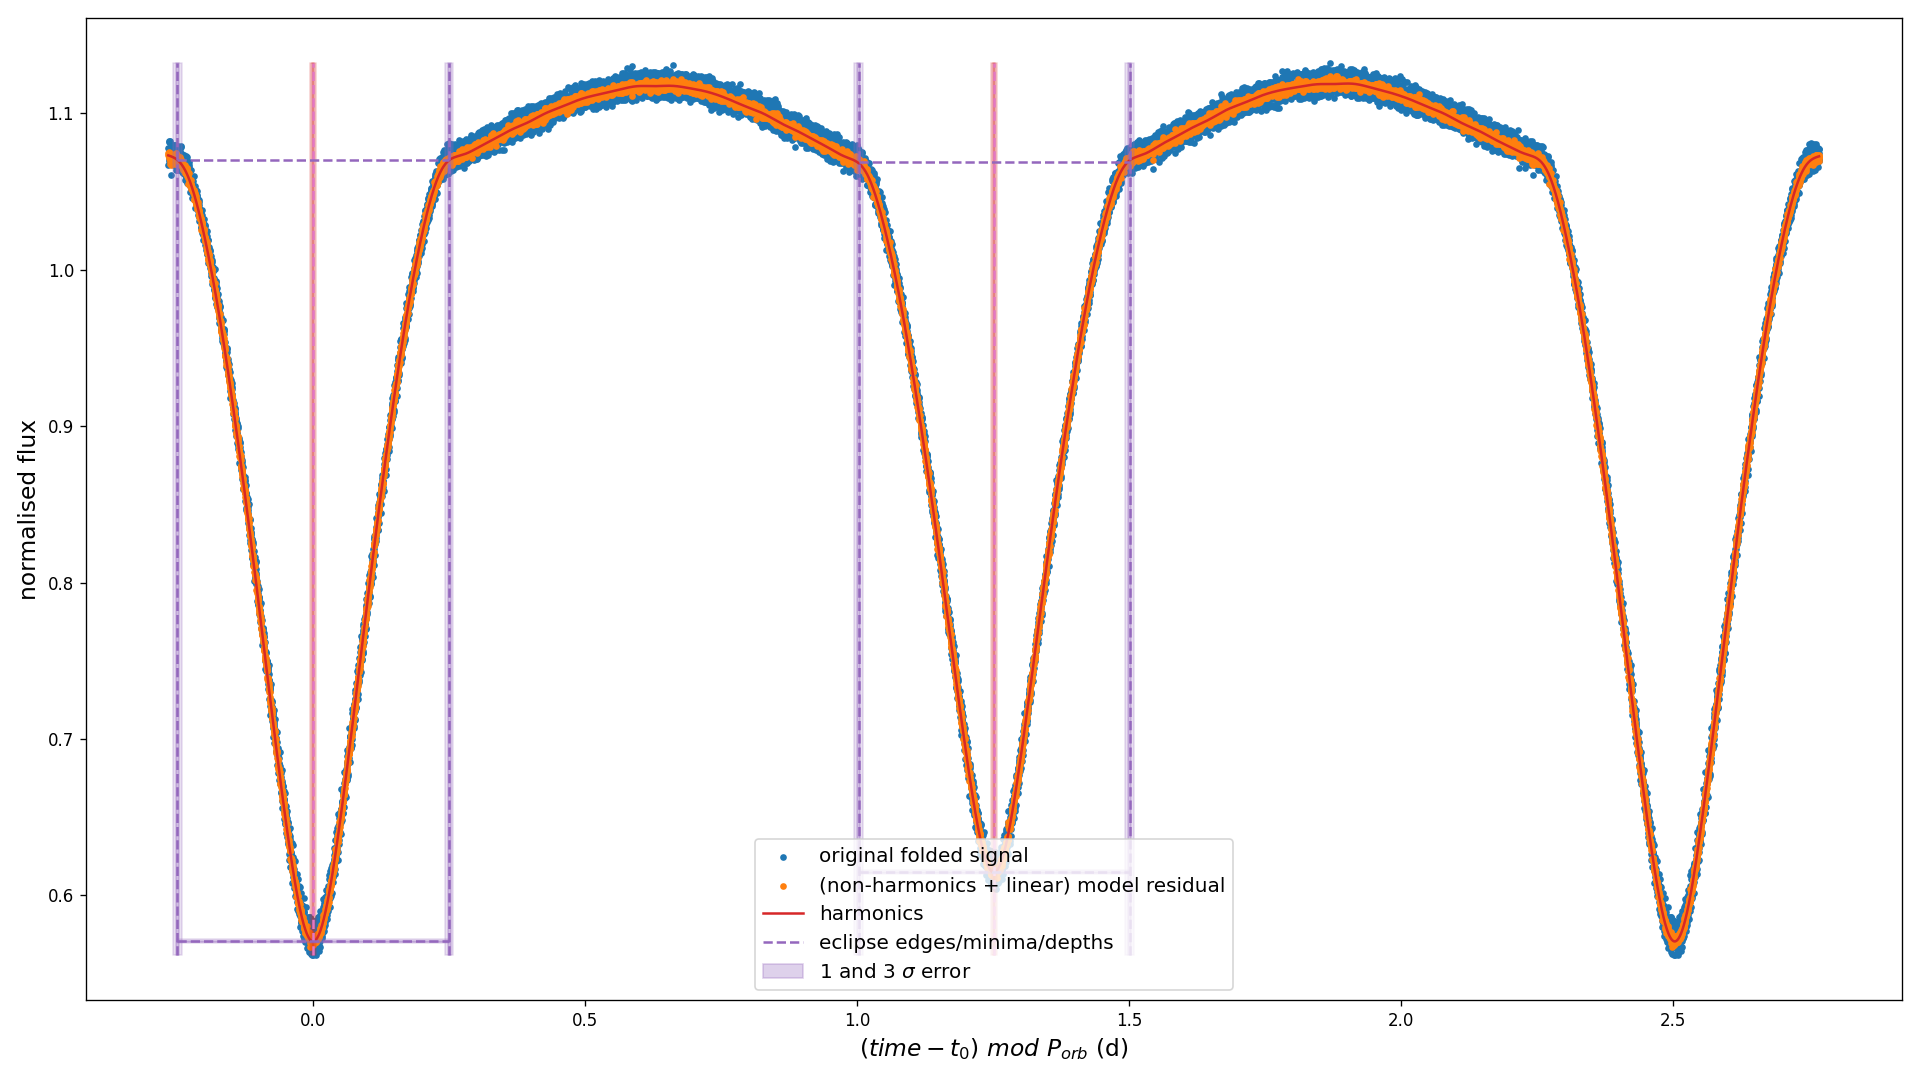 normalised flux
1.1
1.0
0.9
0.8
0.7
0.6
original folded signal
(non-harmonics + linear) model residual
harmonics
eclipse edges/minima/depths
1 and 3 σ error
0.0
0.5
1.0
1.5
2.0
2.5
(time − t₀) mod Pₒᵣb (d)